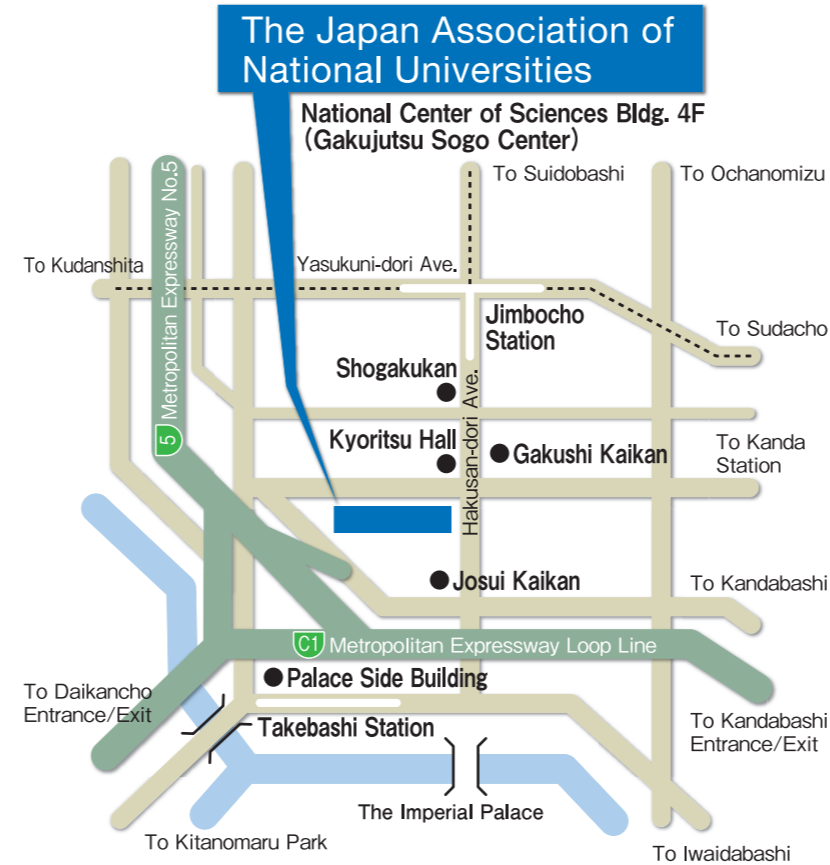 The Japan Association of
National Universities
National Center of Sciences Bldg. 4F
(Gakujutsu Sogo Center)
To Suidobashi
To Ochanomizu
Metropolitan Expressway No.5
To Kudanshita
Yasukuni-dori Ave.
Jimbocho
Station
To Sudacho
Shogakukan
Hakusan-dori Ave.
5
Kyoritsu Hall
Gakushi Kaikan
To Kanda
Station
Josui Kaikan
To Kandabashi
C1
Metropolitan Expressway Loop Line
Palace Side Building
To Daikancho
Entrance/Exit
Takebashi Station
To Kandabashi
Entrance/Exit
The Imperial Palace
To Kitanomaru Park
To Iwaidabashi